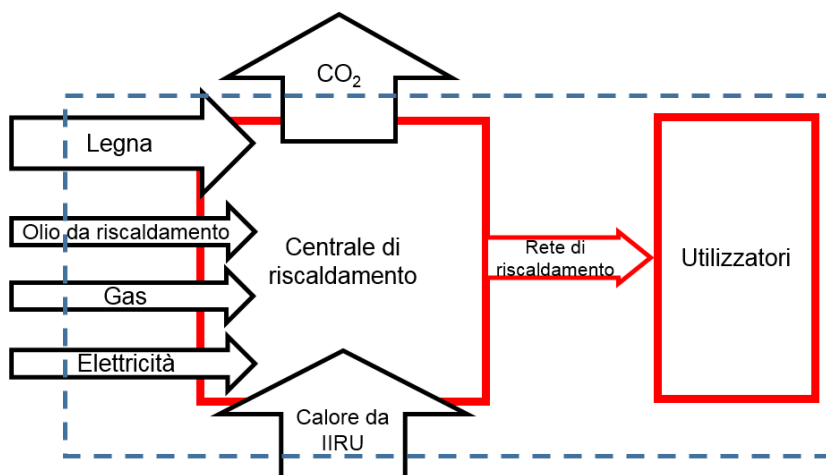 CO₂
Legna
Olio da riscaldamento
Gas
Elettricità
Centrale di
riscaldamento
Rete di
riscaldamento
Utilizzatori
Calore da
IIRU